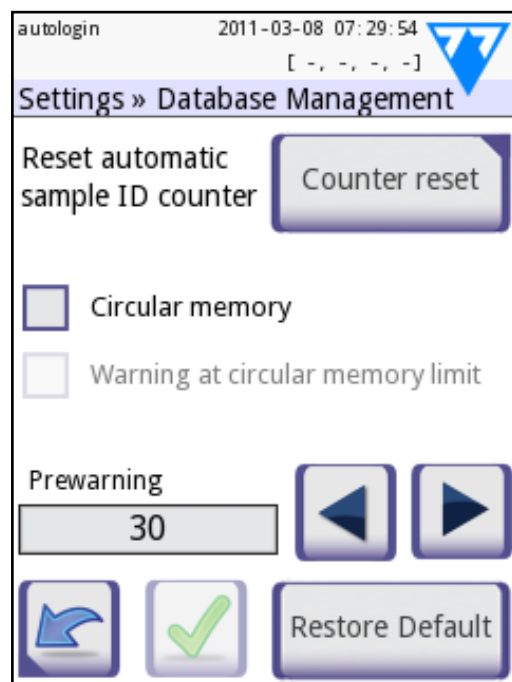 autologin 2011-03-08 07:29:54
[ -, -, -, -]
Settings » Database Management
Reset automatic
sample ID counter
Counter reset
Circular memory
Warning at circular memory limit
Prewarning
30
Restore Default